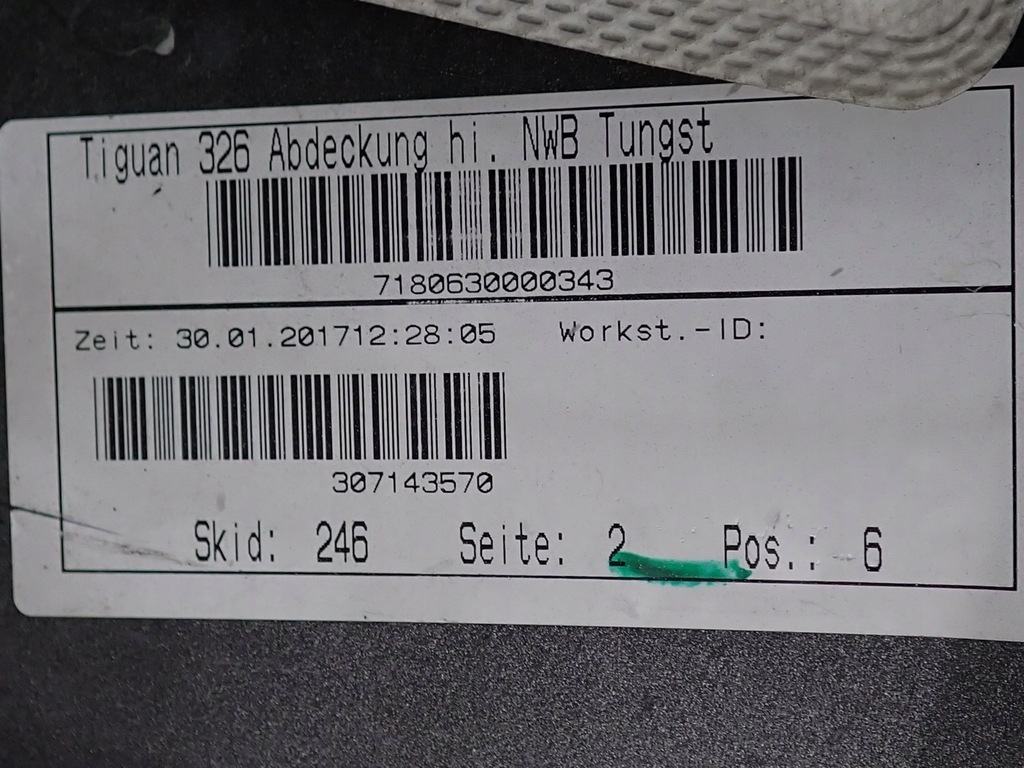 Tiguan 326 Abdeckung hi. NWB Tungst
7180630000343
Zeit: 30.01.201712:28:05 Workst.-ID:
307143570
Skid: 246 Seite: 2 Pos.: 6